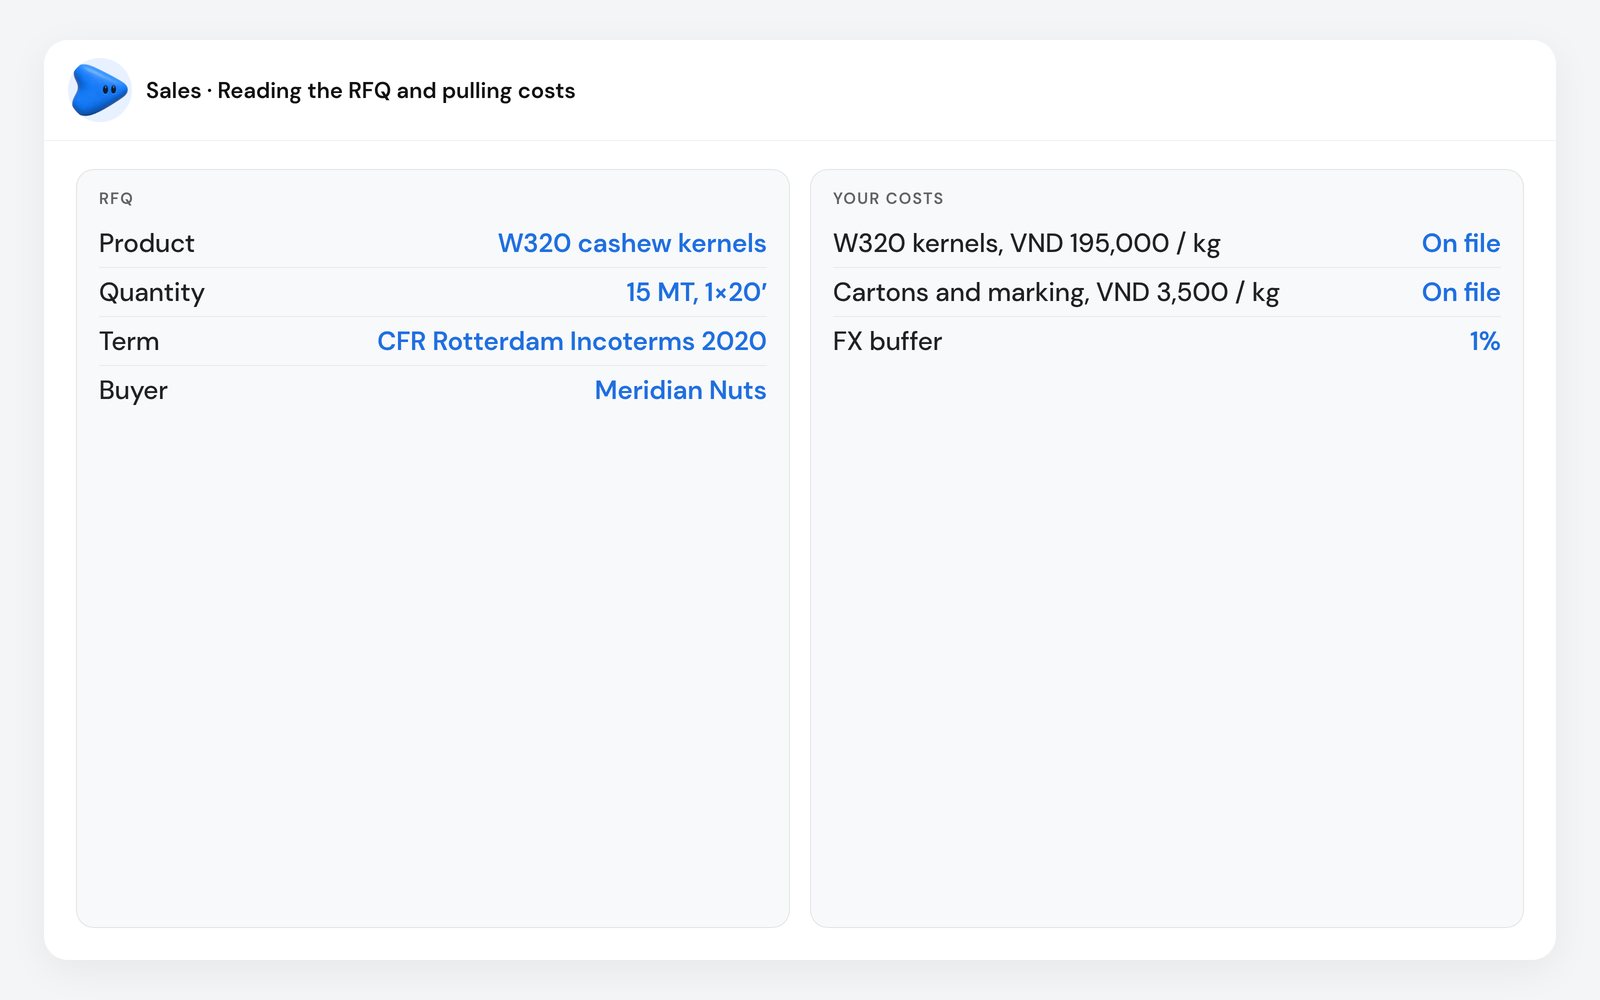 Sales · Reading the RFQ and pulling costs
RFQ
Product W320 cashew kernels
Quantity 15 MT, 1×20′
Term CFR Rotterdam Incoterms 2020
Buyer Meridian Nuts
YOUR COSTS
W320 kernels, VND 195,000 / kg On file
Cartons and marking, VND 3,500 / kg On file
FX buffer 1%